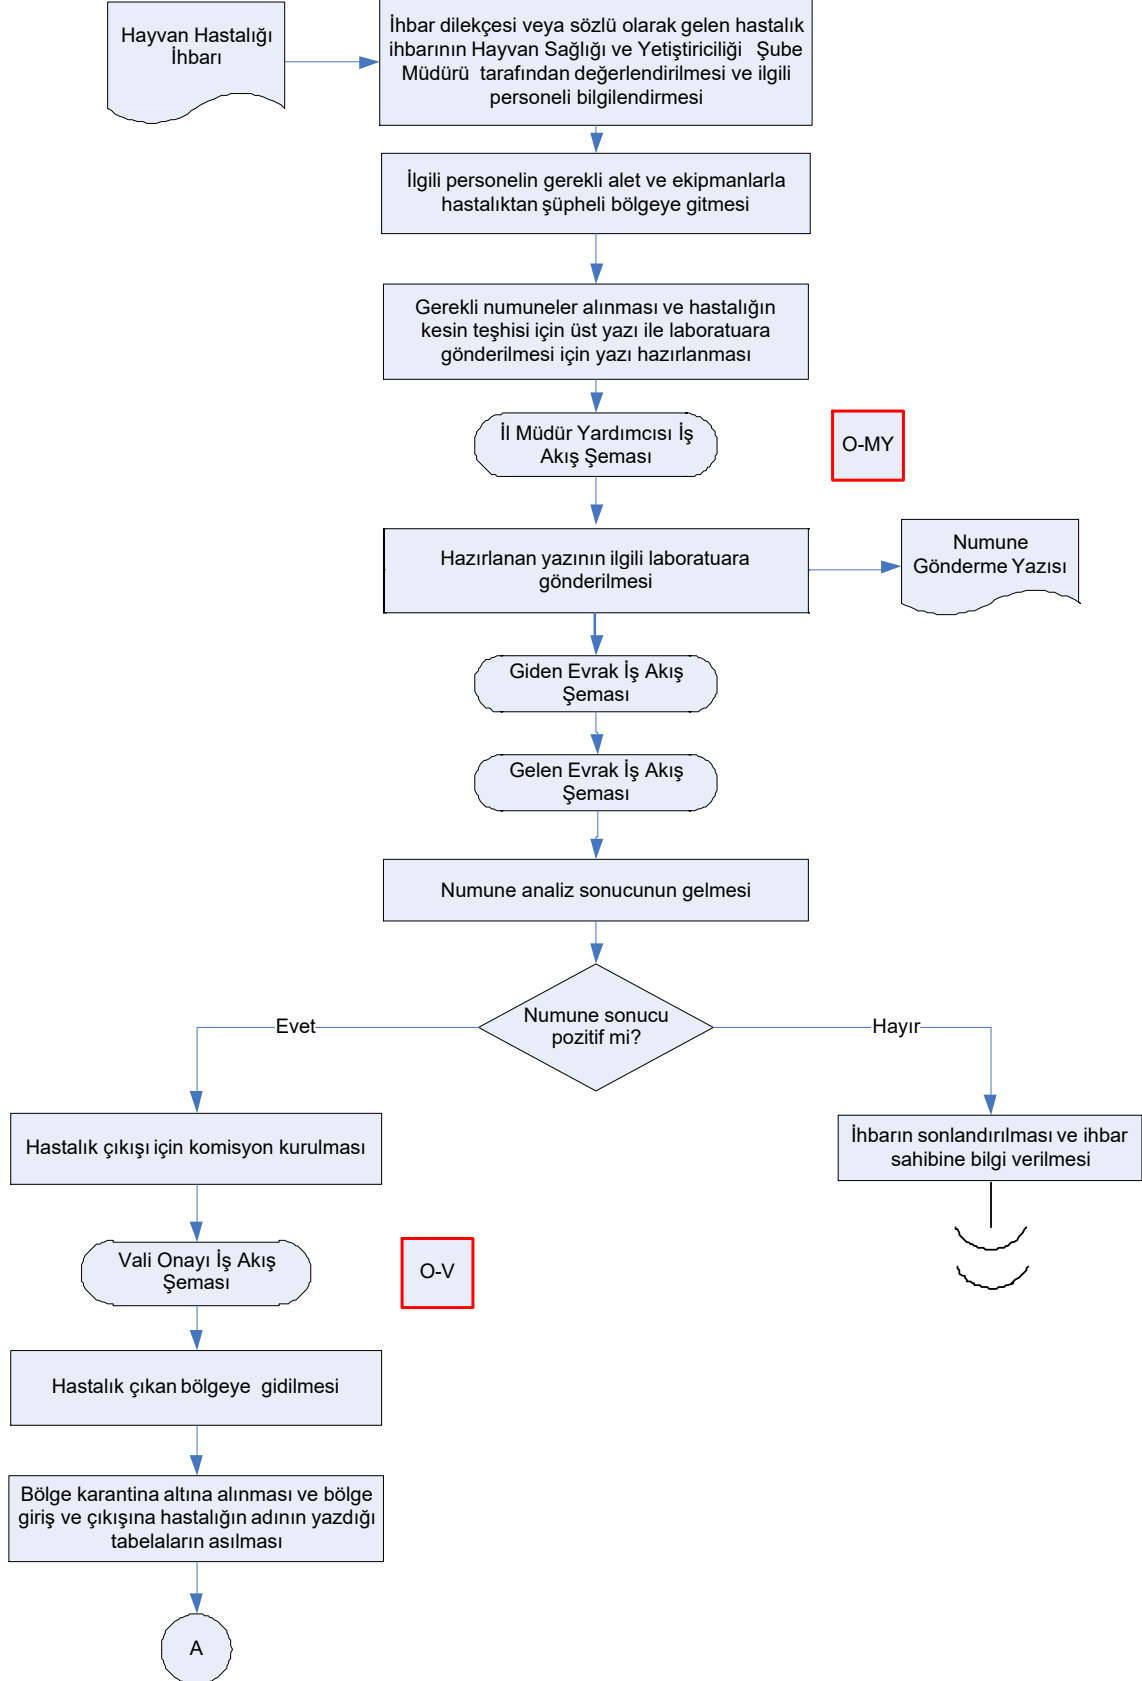 Hayvan Hastalığı
İhbarı
İhbar dilekçesi veya sözlü olarak gelen hastalık
ihbarının Hayvan Sağlığı ve Yetiştiriciliği Şube
Müdürü tarafından değerlendirilmesi ve ilgili
personeli bilgilendirmesi
İlgili personelin gerekli alet ve ekipmanlarla
hastalıktan şüpheli bölgeye gitmesi
Gerekli numuneler alınması ve hastalığın
kesin teşhisi için üst yazı ile laboratuara
gönderilmesi için yazı hazırlanması
İl Müdür Yardımcısı İş
Akış Şeması
O-MY
Hazırlanan yazının ilgili laboratuara
gönderilmesi
Numune
Gönderme Yazısı
Giden Evrak İş Akış
Şeması
Gelen Evrak İş Akış
Şeması
Numune analiz sonucunun gelmesi
Numune sonucu
pozitif mi?
Evet
Hayır
Hastalık çıkışı için komisyon kurulması
İhbarın sonlandırılması ve ihbar
sahibine bilgi verilmesi
Vali Onayı İş Akış
Şeması
O-V
Hastalık çıkan bölgeye gidilmesi
Bölge karantina altına alınması ve bölge
giriş ve çıkışına hastalığın adının yazdığı
tabelaların asılması
A